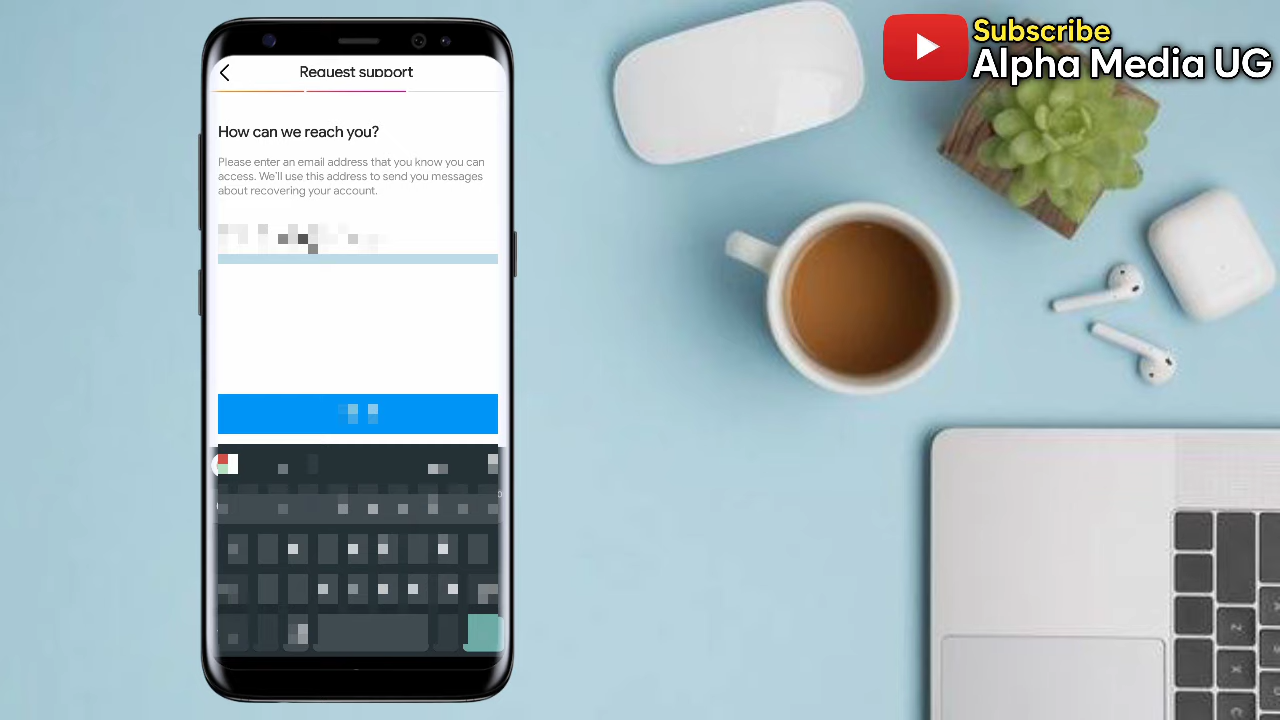 Subscribe
Alpha Media UG
Request support
How can we reach you?
Please enter an email address that you know you can
access. We'll use this address to send you messages
about recovering your account.